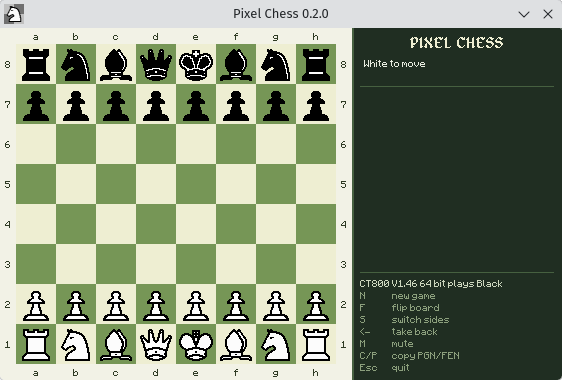 Pixel Chess 0.2.0
a b c d e f g h
PIXEL CHESS
8 8
White to move
7 7
6 6
5 5
4 4
3 3
CT800 V1.46 64 bit plays Black
N new game
2 2
F flip board
S switch sides
<- take back
1 1
M mute
C/P copy PGN/FEN
Esc quit
a b c d e f g h